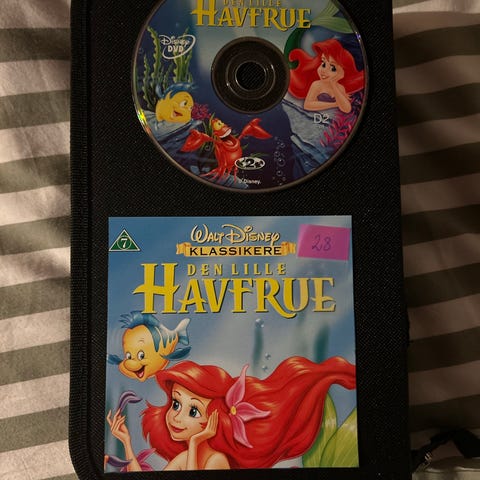 DEN LILLE
HAVFRUE
Disney
DVD
D2
2
© Disney.
7
WALT DISNEY
KLASSIKERE
28
DEN LILLE
HAVFRUE